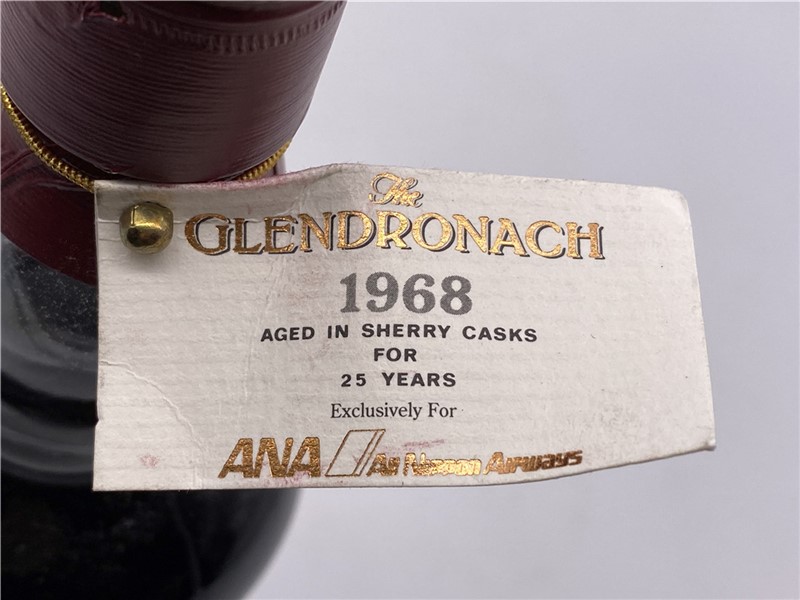 The
GLENDRONACH
1968
AGED IN SHERRY CASKS
FOR
25 YEARS
Exclusively For
ANA All Nippon Airways